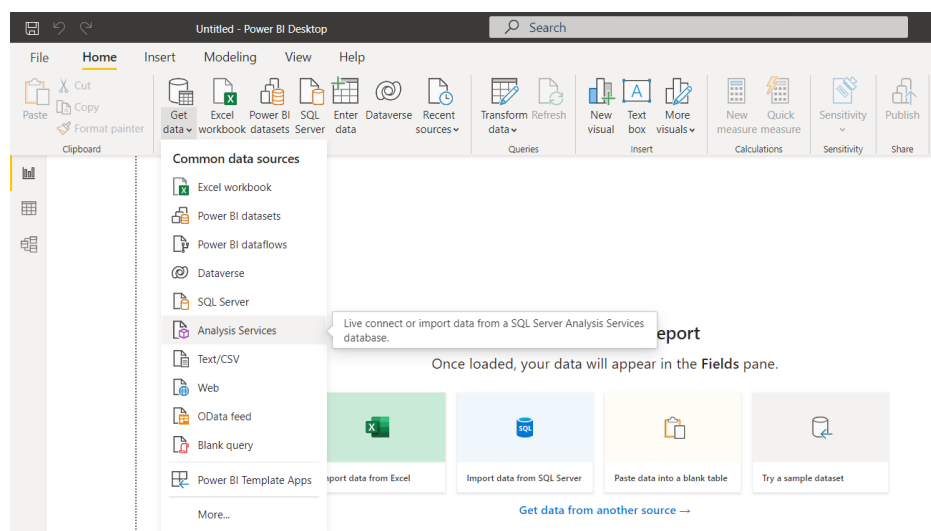 Untitled - Power BI Desktop
Search
File Home Insert Modeling View Help
Paste
Cut
Copy
Format painter
Clipboard
Get data
Excel workbook
Power BI datasets
SQL Server
Enter data
Dataverse
Recent sources
Transform data
Refresh
Queries
New visual
Text box
More visuals
Insert
New measure
Quick measure
Calculations
Sensitivity
Sensitivity
Publish
Share
Common data sources
Excel workbook
Power BI datasets
Power BI dataflows
Dataverse
SQL Server
Analysis Services
Text/CSV
Web
OData feed
Blank query
Power BI Template Apps
More...
Live connect or import data from a SQL Server Analysis Services
database.
eport
Once loaded, your data will appear in the Fields pane.
SQL
mport data from Excel
Import data from SQL Server
Paste data into a blank table
Try a sample dataset
Get data from another source →